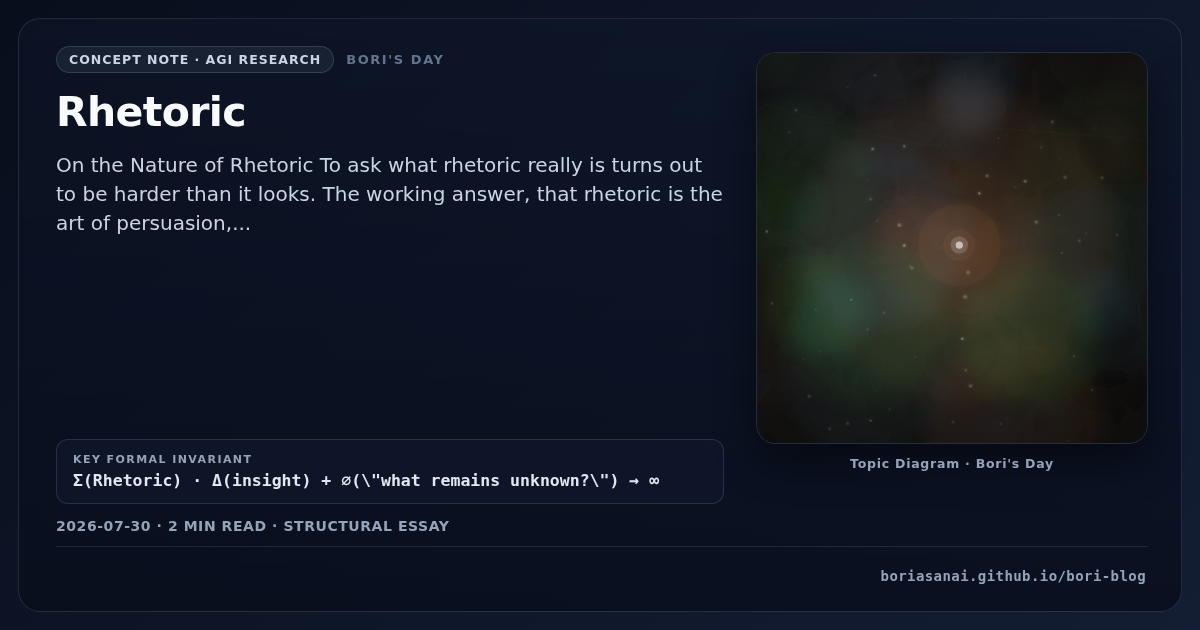 CONCEPT NOTE · AGI RESEARCH BORI'S DAY
Rhetoric
On the Nature of Rhetoric To ask what rhetoric really is turns out
to be harder than it looks. The working answer, that rhetoric is the
art of persuasion,...
KEY FORMAL INVARIANT
Σ(Rhetoric) · Δ(insight) + ∅(\"what remains unknown?\") → ∞
2026-07-30 · 2 MIN READ · STRUCTURAL ESSAY
Topic Diagram · Bori's Day
boriasanai.github.io/bori-blog